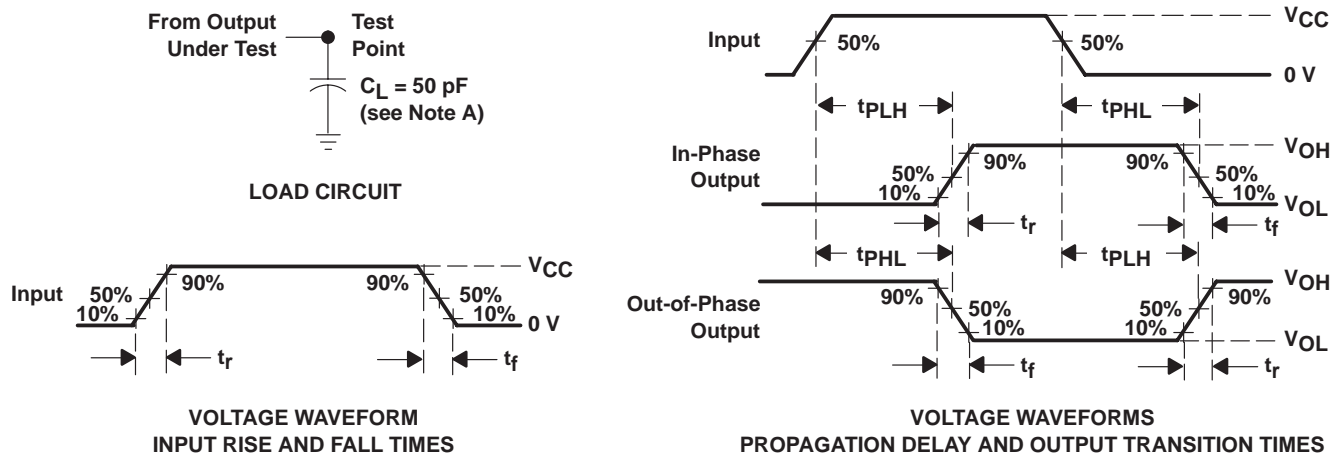 From Output
Under Test
Test
Point
CL = 50 pF
(see Note A)
LOAD CIRCUIT
Input
VCC
50%
50%
0 V
tPLH
tPHL
In-Phase
Output
VOH
90%
90%
50%
50%
10%
10%
VOL
tr
tf
tPHL
tPLH
Out-of-Phase
Output
VOH
90%
90%
50%
50%
10%
10%
VOL
tf
tr
VOLTAGE WAVEFORMS
PROPAGATION DELAY AND OUTPUT TRANSITION TIMES
Input
VCC
90%
90%
50%
50%
10%
10%
0 V
tr
tf
VOLTAGE WAVEFORM
INPUT RISE AND FALL TIMES